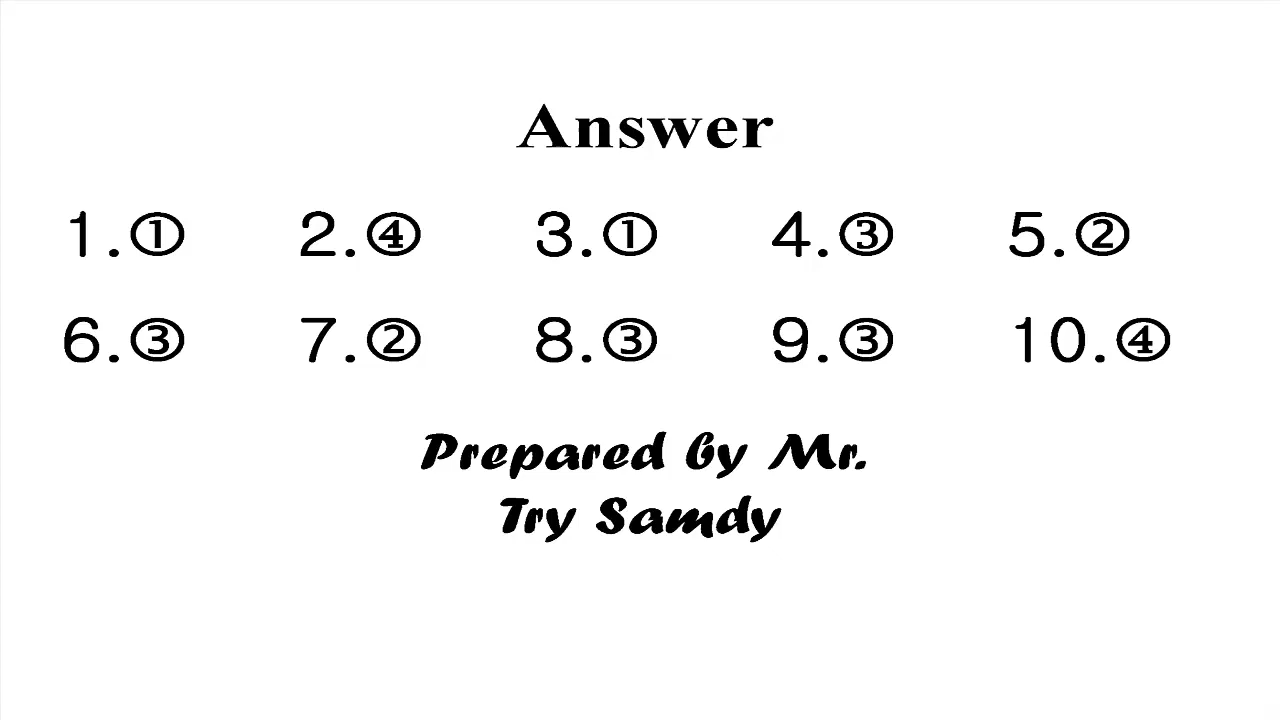 Answer
1.① 2.④ 3.① 4.③ 5.②
6.③ 7.② 8.③ 9.③ 10.④
Prepared by Mr.
Try Samdy